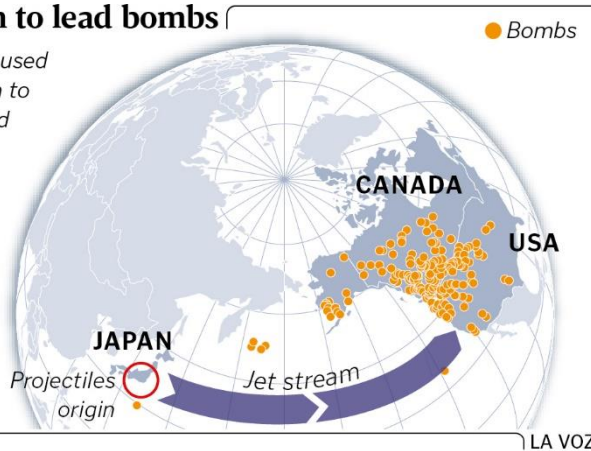 to lead bombs
used
to
Bombs
CANADA
USA
JAPAN
Projectiles
origin
Jet stream
LA VOZ